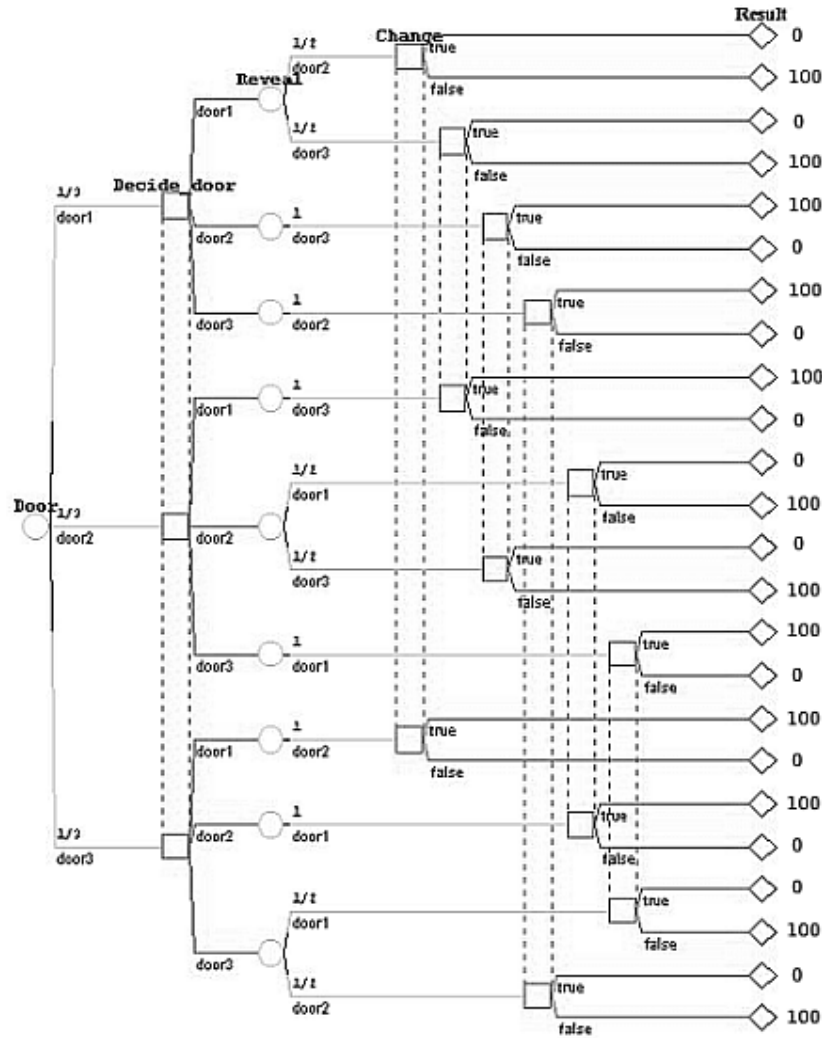 Result
1/2
Change
true
0
door2
Reveal
false
100
door1
1/2
true
0
door3
false
100
1/3
Decide_door
true
100
door1
1
door2
door3
false
0
1
true
100
door3
door2
false
0
1
true
100
door1
door3
false
0
1/2
true
0
door1
Door
1/3
false
100
door2
door2
1/2
true
0
door3
false
100
1
true
100
door3
door1
false
0
1
true
100
door1
door2
false
0
1/3
1
true
100
door3
door2
door1
false
0
1/2
true
0
door1
false
100
door3
1/2
true
0
door2
false
100